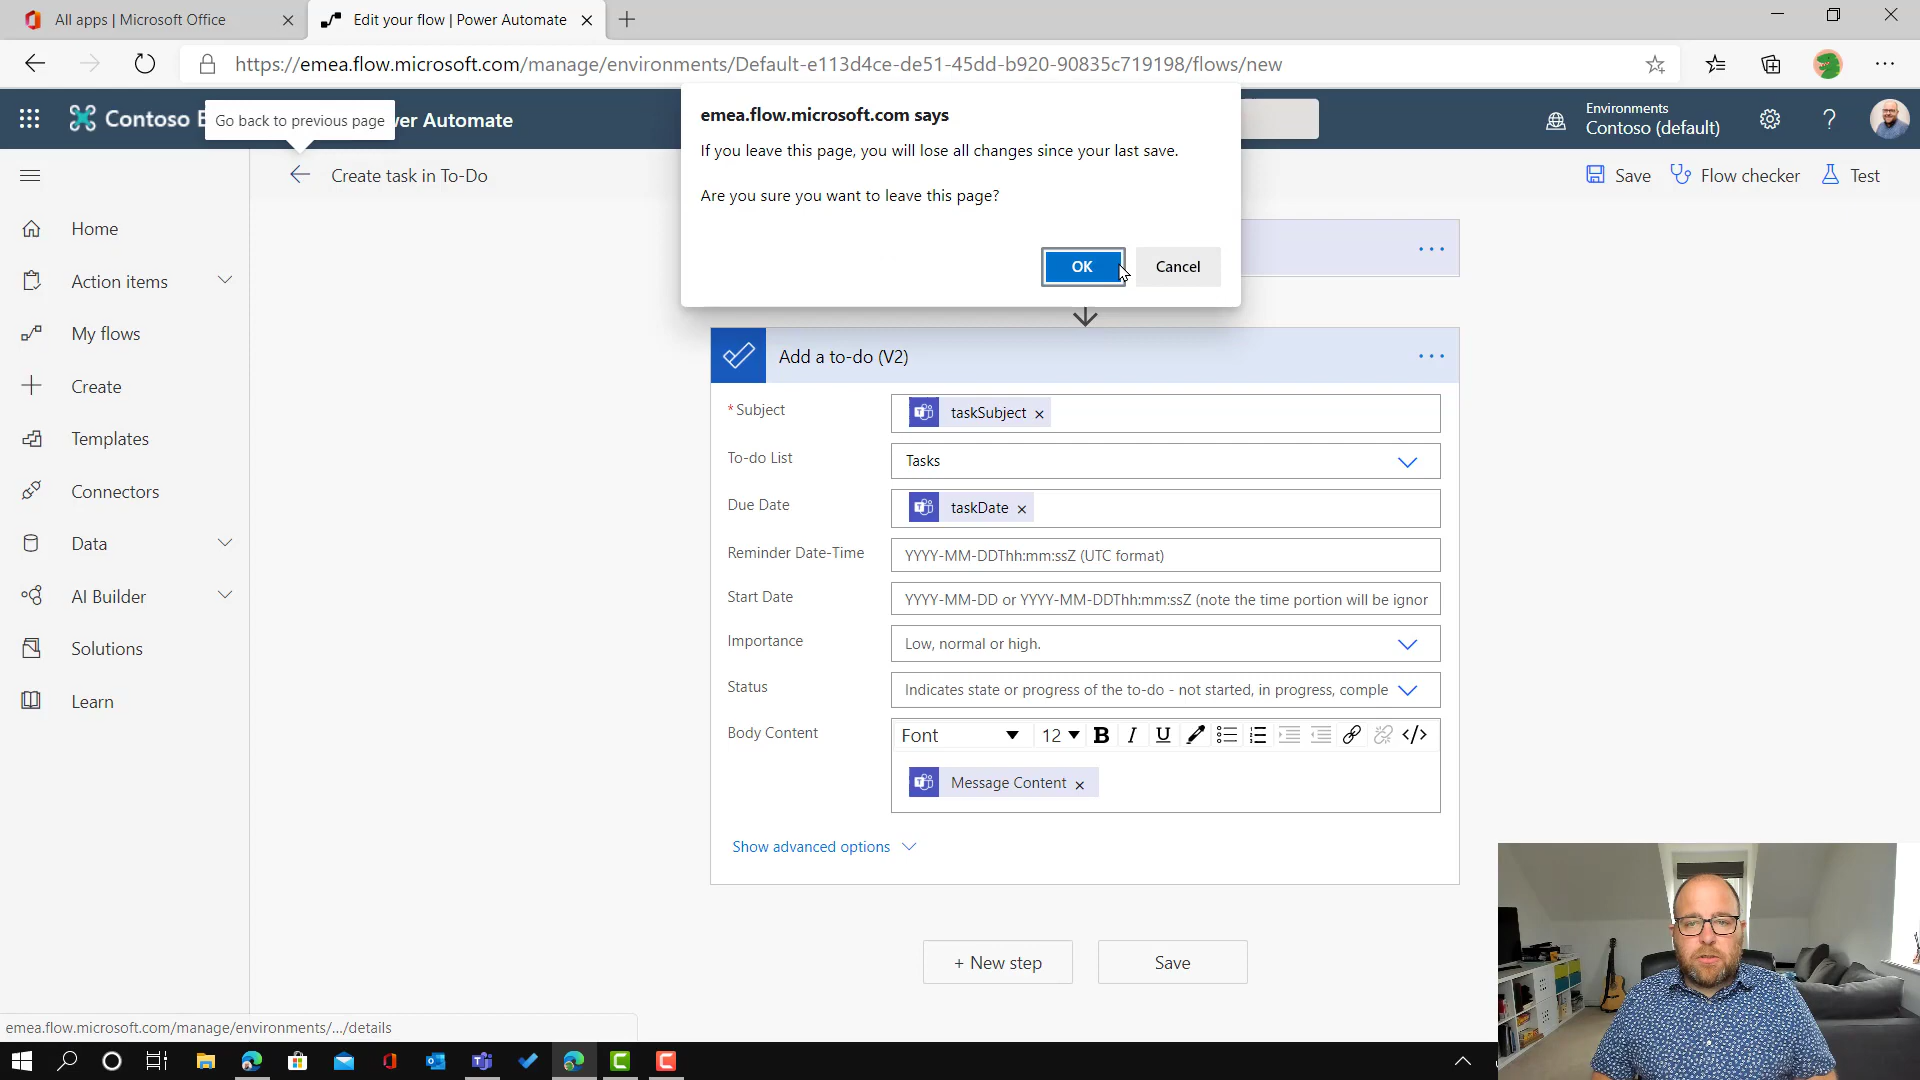 All apps | Microsoft Office
Edit your flow | Power Automate
https://emea.flow.microsoft.com/manage/environments/Default-e113d4ce-de51-45dd-b920-90835c719198/flows/new
Contoso
Go back to previous page
er Automate
Environments
Contoso (default)
emea.flow.microsoft.com says
If you leave this page, you will lose all changes since your last save.
Are you sure you want to leave this page?
OK
Cancel
Create task in To-Do
Save
Flow checker
Test
Home
Action items
My flows
Create
Templates
Connectors
Data
AI Builder
Solutions
Learn
Add a to-do (V2)
* Subject
taskSubject ×
To-do List
Tasks
Due Date
taskDate ×
Reminder Date-Time
YYYY-MM-DDThh:mm:ssZ (UTC format)
Start Date
YYYY-MM-DD or YYYY-MM-DDThh:mm:ssZ (note the time portion will be ignor
Importance
Low, normal or high.
Status
Indicates state or progress of the to-do - not started, in progress, comple
Body Content
Font
12
B I U </>
Message Content ×
Show advanced options
+ New step
Save
emea.flow.microsoft.com/manage/environments/.../details